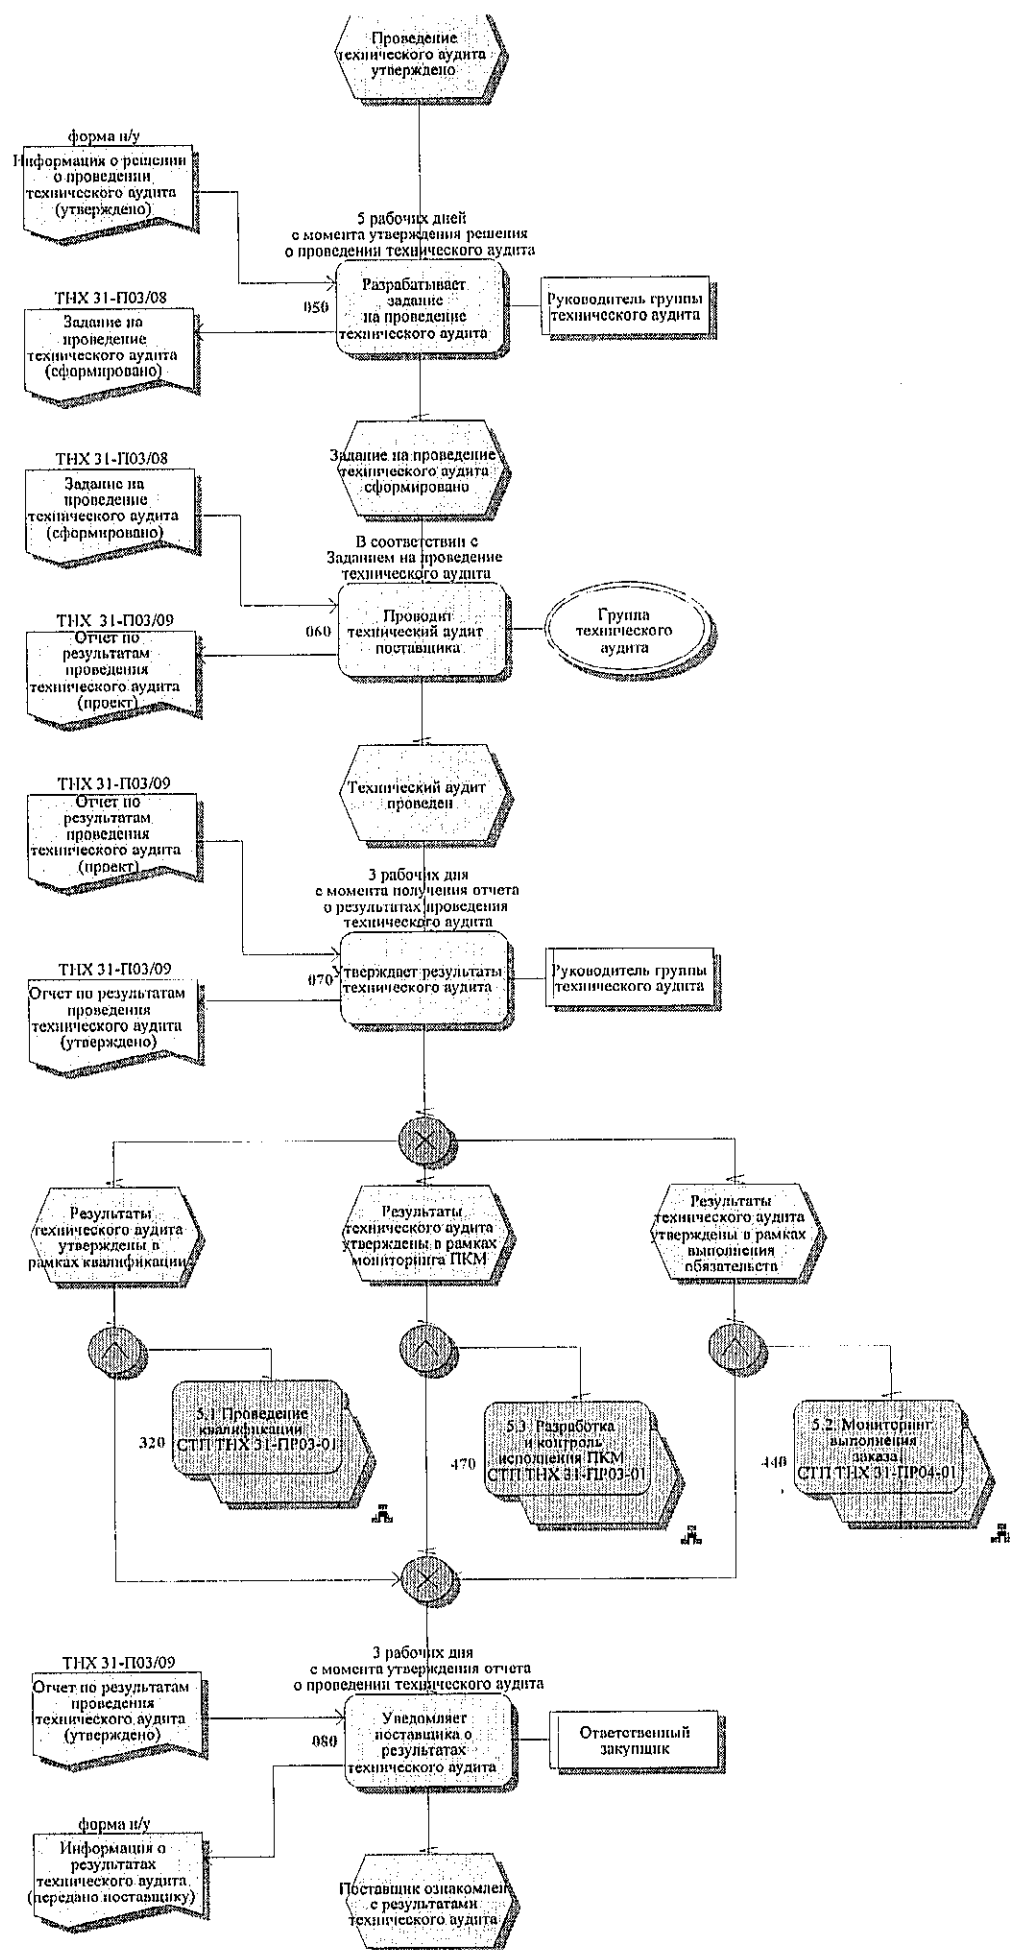 Проведение
технического аудита
утверждено
форма н/у
Информация о решении
о проведении
технического аудита
(утверждено)
5 рабочих дней
с момента утверждения решения
о проведения технического аудита
050
Разрабатывает
задание
на проведение
технического аудита
Руководитель группы
технического аудита
ТНХ 31-П03/08
Задание на
проведение
технического аудита
(сформировано)
Задание на проведение
технического аудита
сформировано
ТНХ 31-П03/08
Задание на
проведение
технического аудита
(сформировано)
В соответствии с
Заданием на проведение
технического аудита
060
Проводит
технический аудит
поставщика
Группа
технического
аудита
ТНХ 31-П03/09
Отчет по
результатам
проведения
технического аудита
(проект)
Технический аудит
проведен
ТНХ 31-П03/09
Отчет по
результатам
проведения
технического аудита
(проект)
3 рабочих дня
с момента получения отчета
о результатах проведения
технического аудита
070
Утверждает результаты
технического аудита
Руководитель группы
технического аудита
ТНХ 31-П03/09
Отчет по результатам
проведения
технического аудита
(утверждено)
Результаты
технического аудита
утверждены в
рамках квалификации
Результаты
технического аудита
утверждены в рамках
мониторинга ПКМ
Результаты
технического аудита
утверждены в рамках
выполнения
обязательств
320
5.1 Проведение
квалификации
СТП ТНХ 31-ПР03-01
470
5.3. Разработка
и контроль
исполнения ПКМ
СТП ТНХ 31-ПР03-01
440
5.2. Мониторинг
выполнения
заказа
СТП ТНХ 31-ПР04-01
3 рабочих дня
с момента утверждения отчета
о проведении технического аудита
ТНХ 31-П03/09
Отчет по результатам
проведения
технического аудита
(утверждено)
080
Уведомляет
поставщика о
результатах
технического аудита
Ответственный
закупщик
форма н/у
Информация о
результатах
технического аудита
(передано поставщику)
Поставщик ознакомлен
с результатами
технического аудита